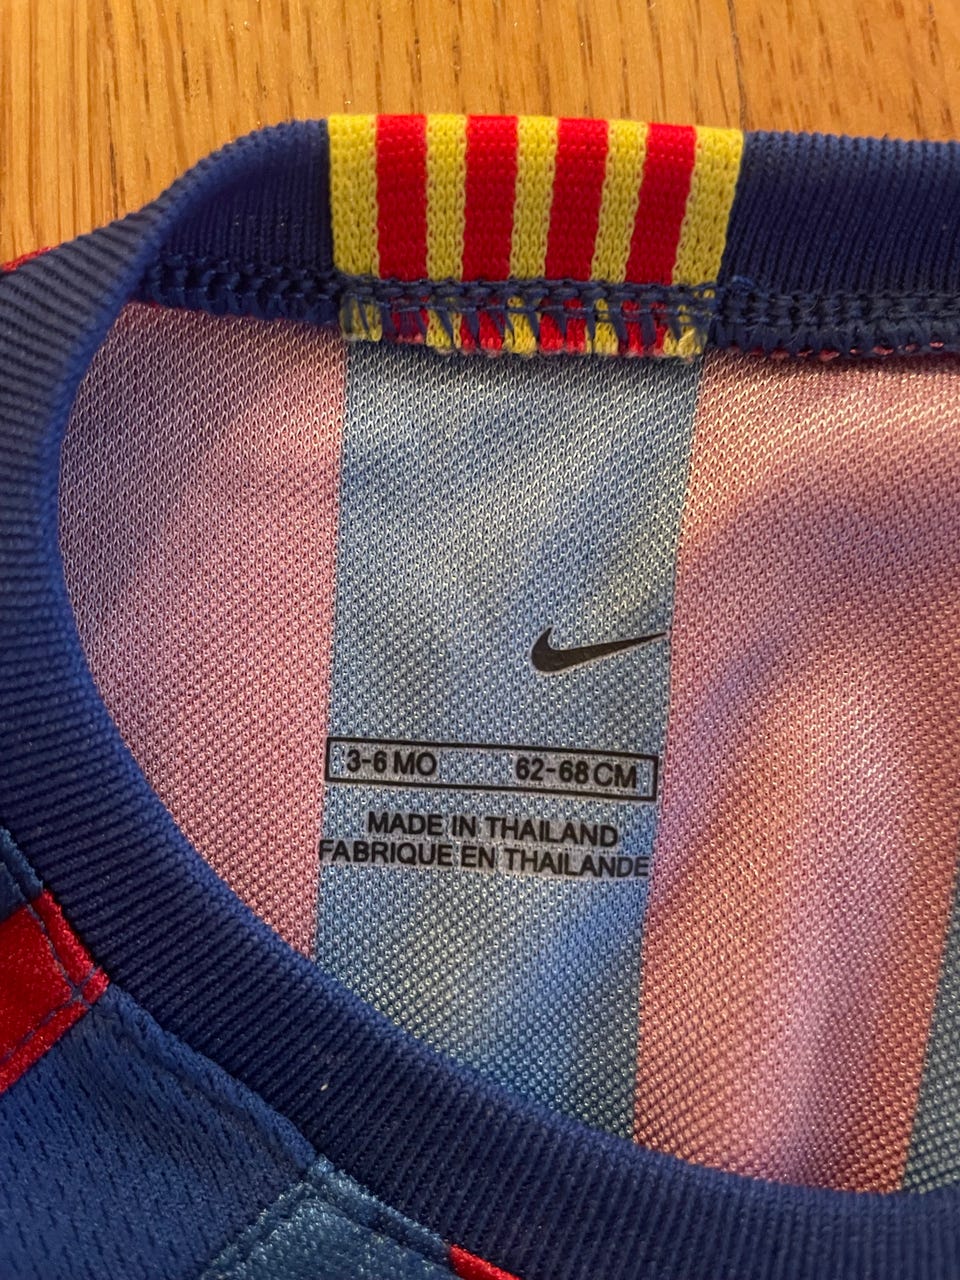 3-6 MO 62-68 CM
MADE IN THAILAND
FABRIQUE EN THAILANDE